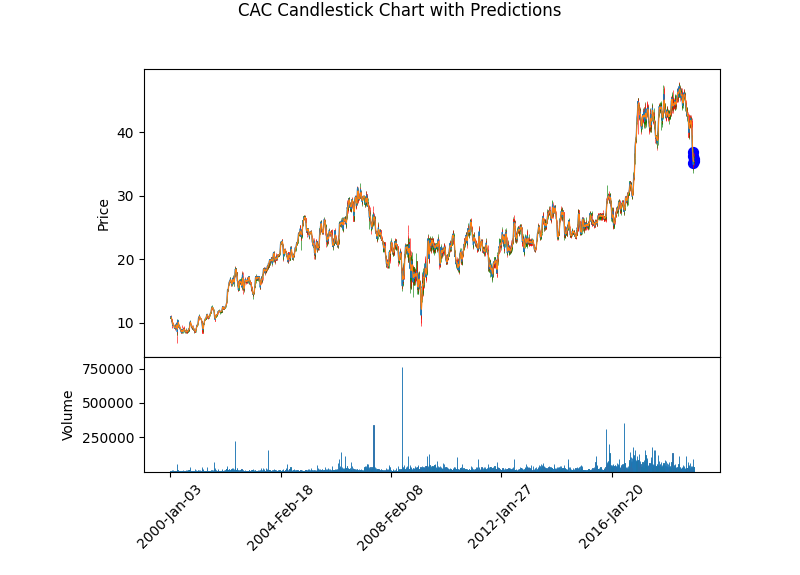 CAC Candlestick Chart with Predictions
Price
40
30
20
10
Volume
750000
500000
250000
2000-Jan-03
2004-Feb-18
2008-Feb-08
2012-Jan-27
2016-Jan-20